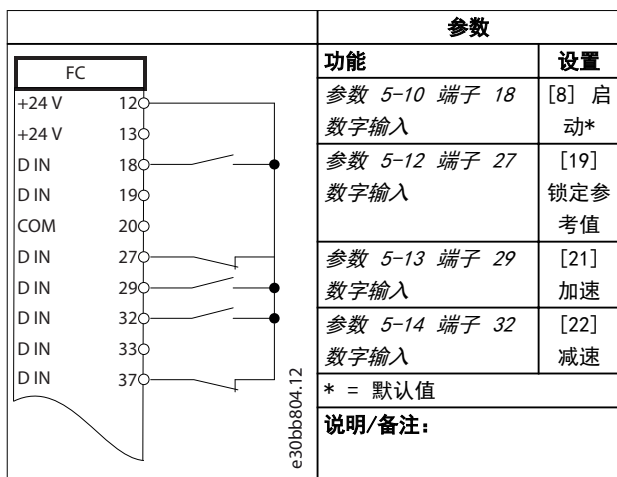 FC
+24 V 12
+24 V 13
D IN 18
D IN 19
COM 20
D IN 27
D IN 29
D IN 32
D IN 33
D IN 37
e30bb804.12
参数
功能 设置
参数 5-10 端子 18 [8] 启
数字输入 动*
参数 5-12 端子 27 [19]
数字输入 锁定参
考值
参数 5-13 端子 29 [21]
数字输入 加速
参数 5-14 端子 32 [22]
数字输入 减速
* = 默认值
说明/备注: